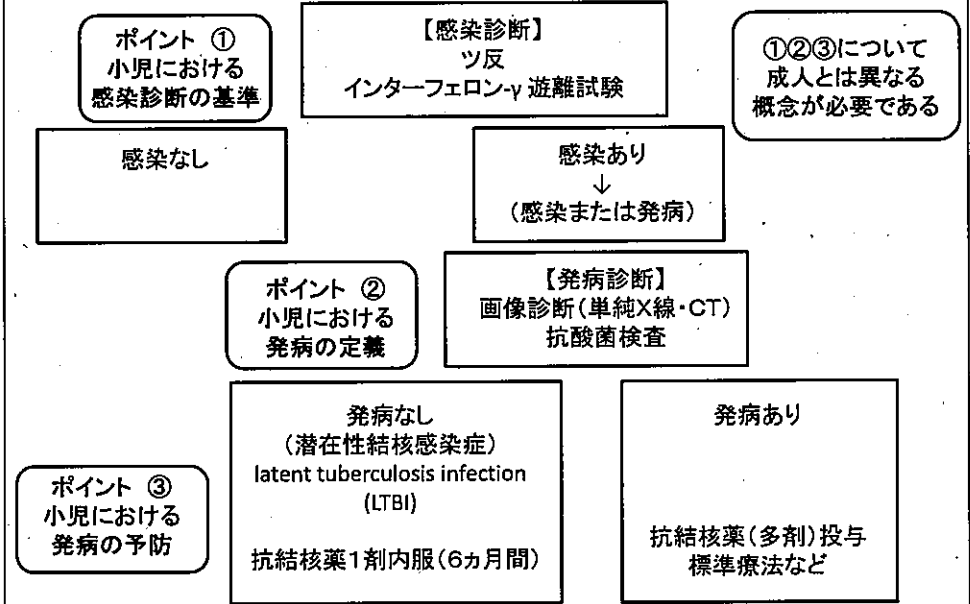 ポイント ①
小児における
感染診断の基準
【感染診断】
ツ反
インターフェロン-γ 遊離試験
①②③について
成人とは異なる
概念が必要である
感染なし
感染あり
↓
(感染または発病)
ポイント ②
小児における
発病の定義
【発病診断】
画像診断(単純X線・CT)
抗酸菌検査
ポイント ③
小児における
発病の予防
発病なし
(潜在性結核感染症)
latent tuberculosis infection
(LTBI)
抗結核薬1剤内服(6ヵ月間)
発病あり
抗結核薬(多剤)投与
標準療法など